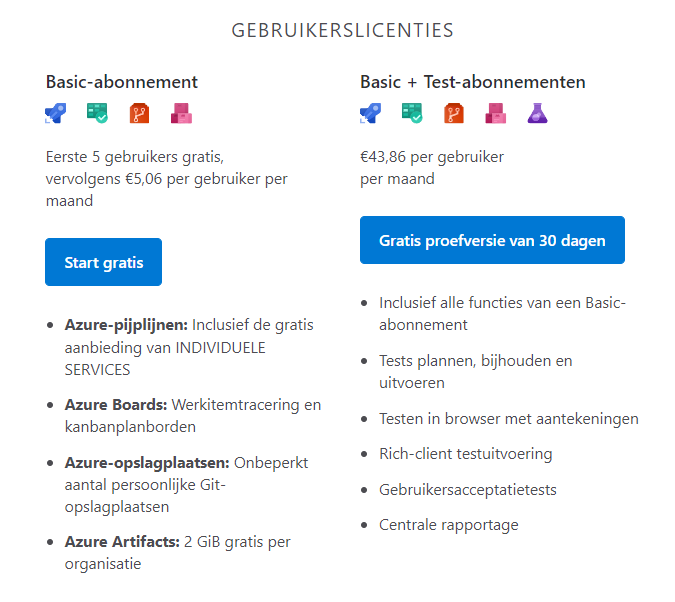 GEBRUIKERSLICENTIES
Basic-abonnement
Eerste 5 gebruikers gratis,
vervolgens €5,06 per gebruiker per
maand
Start gratis
• Azure-pijplijnen: Inclusief de gratis
aanbieding van INDIVIDUELE
SERVICES
• Azure Boards: Werkitemtracering en
kanbanplanborden
• Azure-opslagplaatsen: Onbeperkt
aantal persoonlijke Git-
opslagplaatsen
• Azure Artifacts: 2 GiB gratis per
organisatie
Basic + Test-abonnementen
€43,86 per gebruiker
per maand
Gratis proefversie van 30 dagen
• Inclusief alle functies van een Basic-
abonnement
• Tests plannen, bijhouden en
uitvoeren
• Testen in browser met aantekeningen
• Rich-client testuitvoering
• Gebruikersacceptatietests
• Centrale rapportage